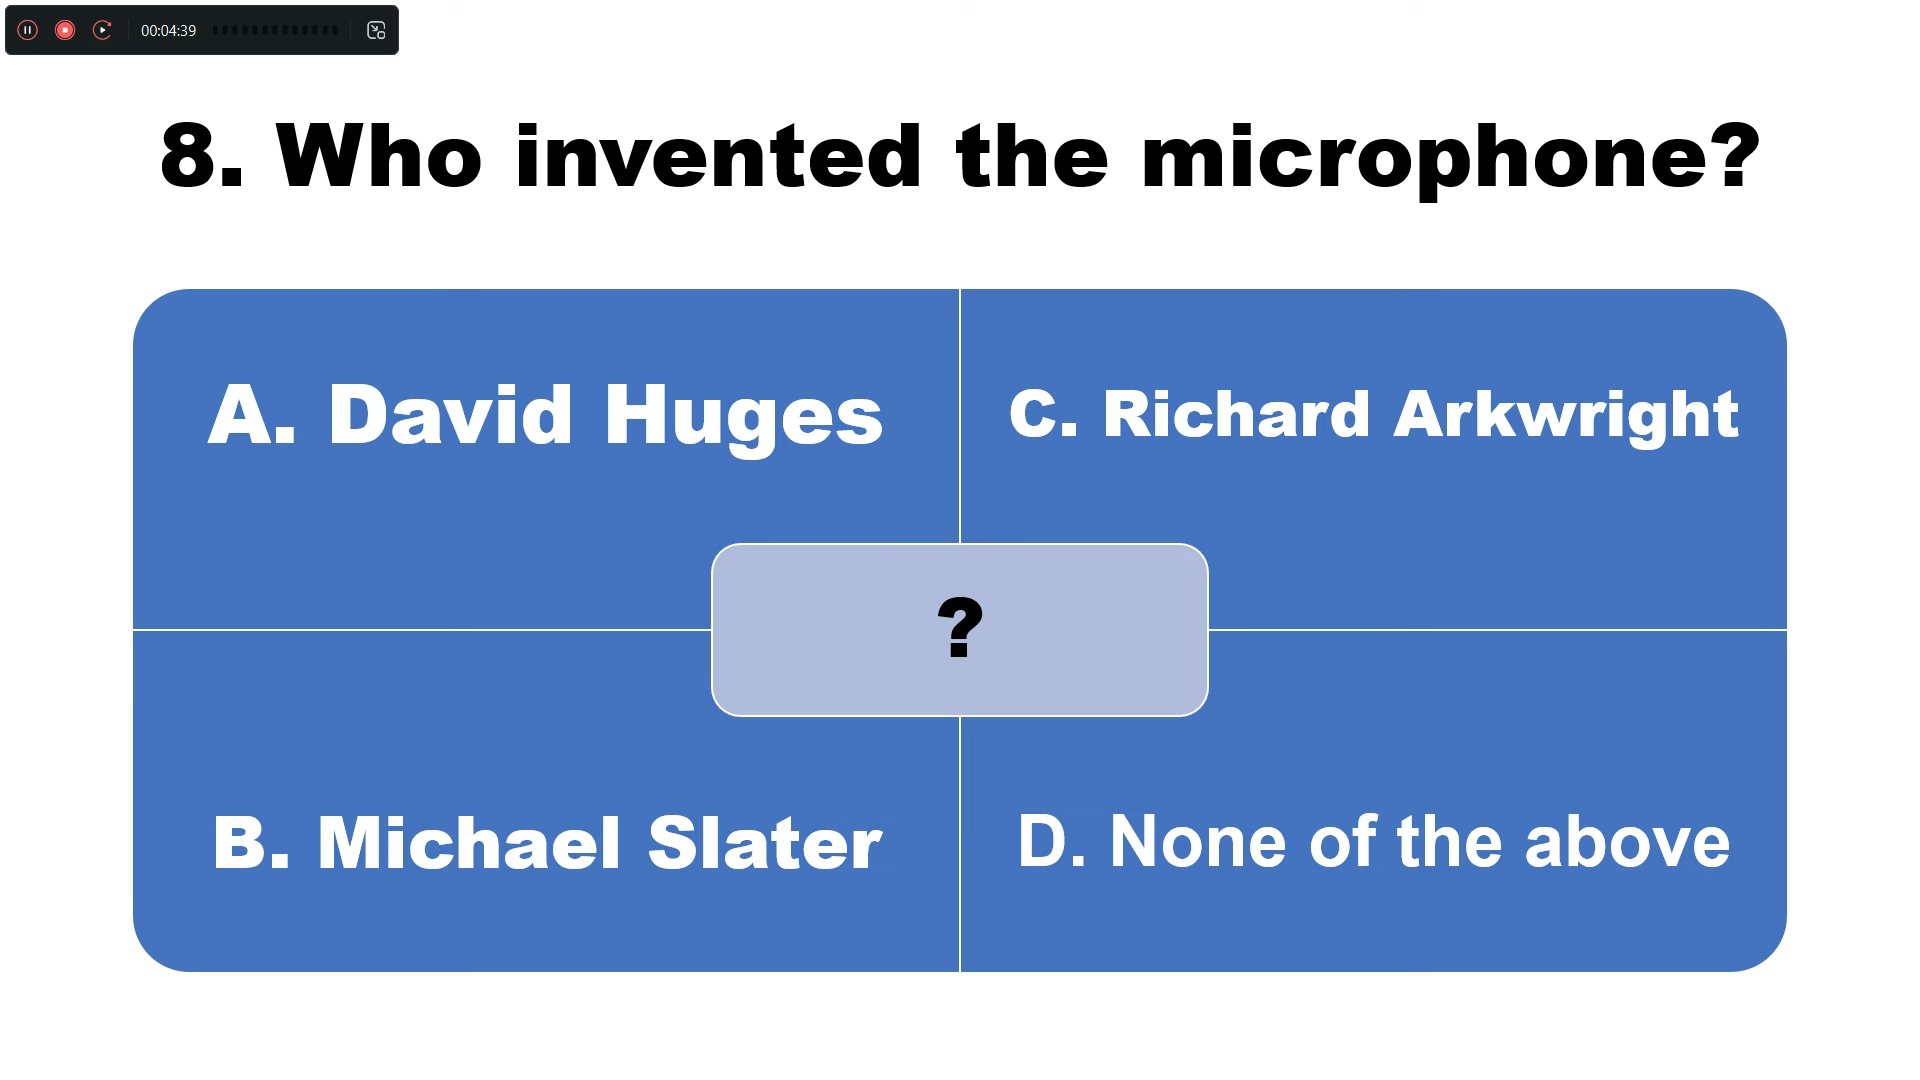 00:04:39
8. Who invented the microphone?
A. David Huges
C. Richard Arkwright
?
B. Michael Slater
D. None of the above